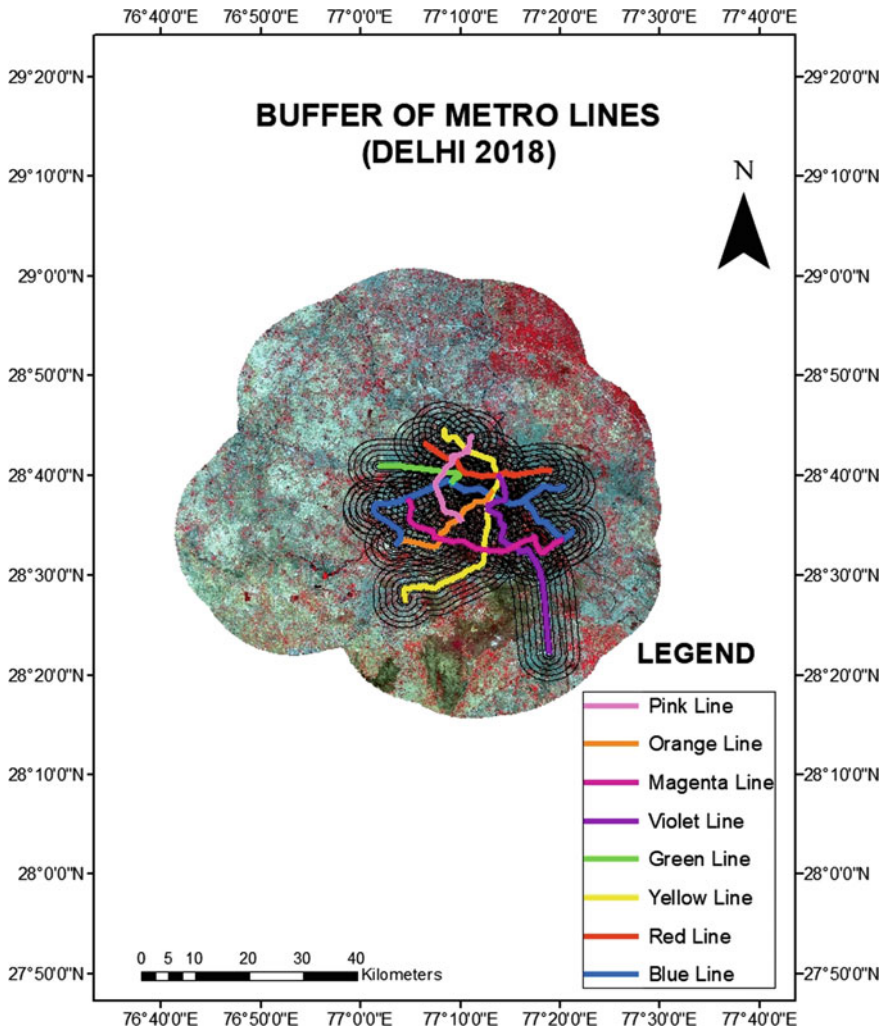 76°40'0"E 76°50'0"E 77°0'0"E 77°10'0"E 77°20'0"E 77°30'0"E 77°40'0"E
BUFFER OF METRO LINES
(DELHI 2018)
N
29°20'0"N 29°20'0"N
29°10'0"N 29°10'0"N
29°0'0"N 29°0'0"N
28°50'0"N 28°50'0"N
28°40'0"N 28°40'0"N
28°30'0"N 28°30'0"N
28°20'0"N 28°20'0"N
28°10'0"N 28°10'0"N
28°0'0"N 28°0'0"N
27°50'0"N 27°50'0"N
LEGEND
Pink Line
Orange Line
Magenta Line
Violet Line
Green Line
Yellow Line
Red Line
Blue Line
0 5 10 20 30 40
Kilometers
76°40'0"E 76°50'0"E 77°0'0"E 77°10'0"E 77°20'0"E 77°30'0"E 77°40'0"E